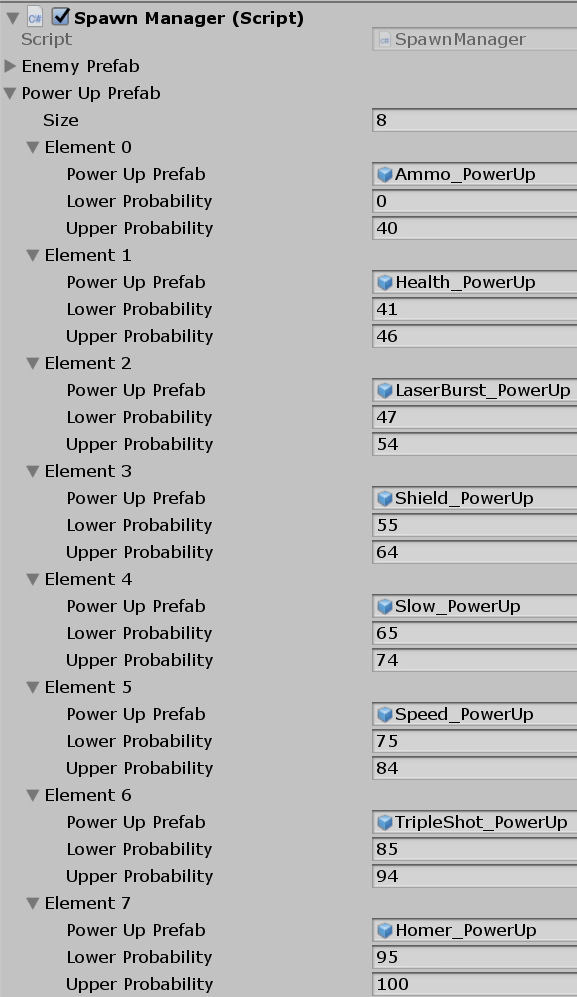 Spawn Manager (Script)
Script SpawnManager
Enemy Prefab
Power Up Prefab
Size 8
Element 0
Power Up Prefab Ammo_PowerUp
Lower Probability 0
Upper Probability 40
Element 1
Power Up Prefab Health_PowerUp
Lower Probability 41
Upper Probability 46
Element 2
Power Up Prefab LaserBurst_PowerUp
Lower Probability 47
Upper Probability 54
Element 3
Power Up Prefab Shield_PowerUp
Lower Probability 55
Upper Probability 64
Element 4
Power Up Prefab Slow_PowerUp
Lower Probability 65
Upper Probability 74
Element 5
Power Up Prefab Speed_PowerUp
Lower Probability 75
Upper Probability 84
Element 6
Power Up Prefab TripleShot_PowerUp
Lower Probability 85
Upper Probability 94
Element 7
Power Up Prefab Homer_PowerUp
Lower Probability 95
Upper Probability 100